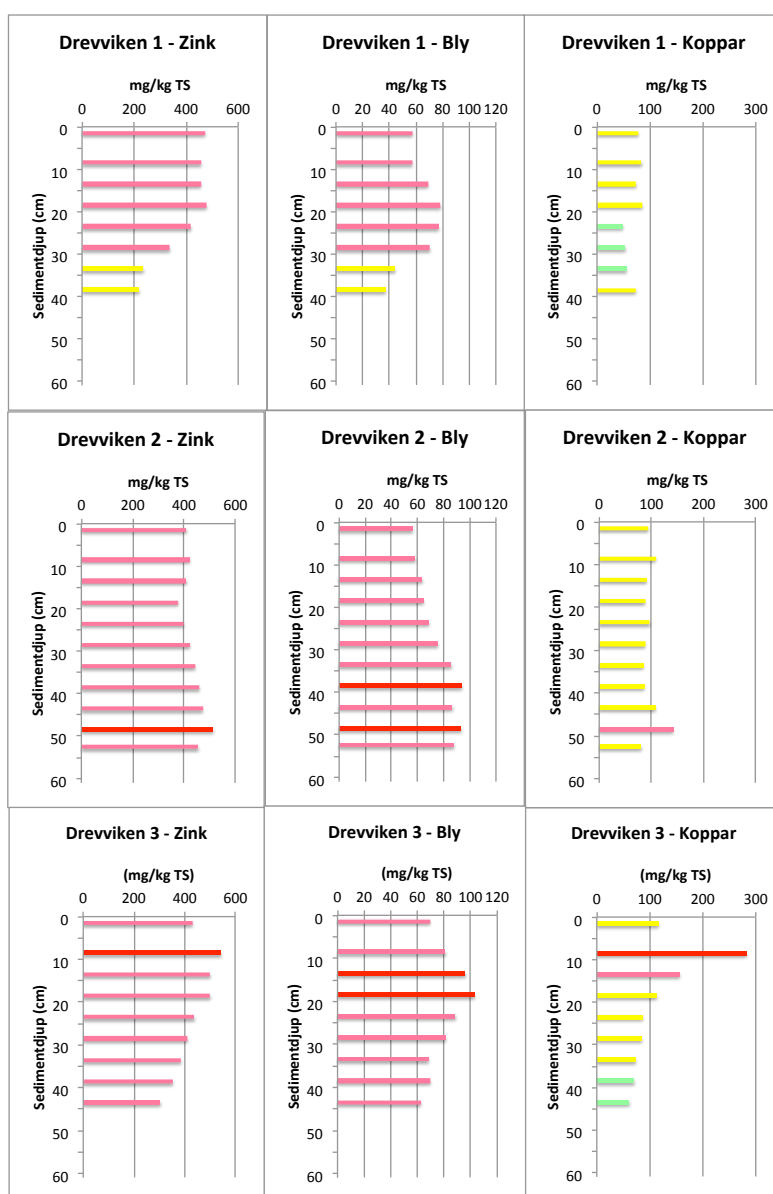 Drevviken 1 - Zink
mg/kg TS
0 200 400 600
0
10
20
30
40
50
60
Sedimentdjup (cm)
Drevviken 1 - Bly
mg/kg TS
0 20 40 60 80 100 120
0
10
20
30
40
50
60
Sedimentdjup (cm)
Drevviken 1 - Koppar
mg/kg TS
0 100 200 300
0
10
20
30
40
50
60
Sedimentdjup (cm)
Drevviken 2 - Zink
mg/kg TS
0 200 400 600
0
10
20
30
40
50
60
Sedimentdjup (cm)
Drevviken 2 - Bly
mg/kg TS
0 20 40 60 80 100 120
0
10
20
30
40
50
60
Sedimentdjup (cm)
Drevviken 2 - Koppar
mg/kg TS
0 100 200 300
0
10
20
30
40
50
60
Sedimentdjup (cm)
Drevviken 3 - Zink
(mg/kg TS)
0 200 400 600
0
10
20
30
40
50
60
Sedimentdjup (cm)
Drevviken 3 - Bly
(mg/kg TS)
0 20 40 60 80 100 120
0
10
20
30
40
50
60
Sedimentdjup (cm)
Drevviken 3 - Koppar
(mg/kg TS)
0 100 200 300
0
10
20
30
40
50
60
Sedimentdjup (cm)